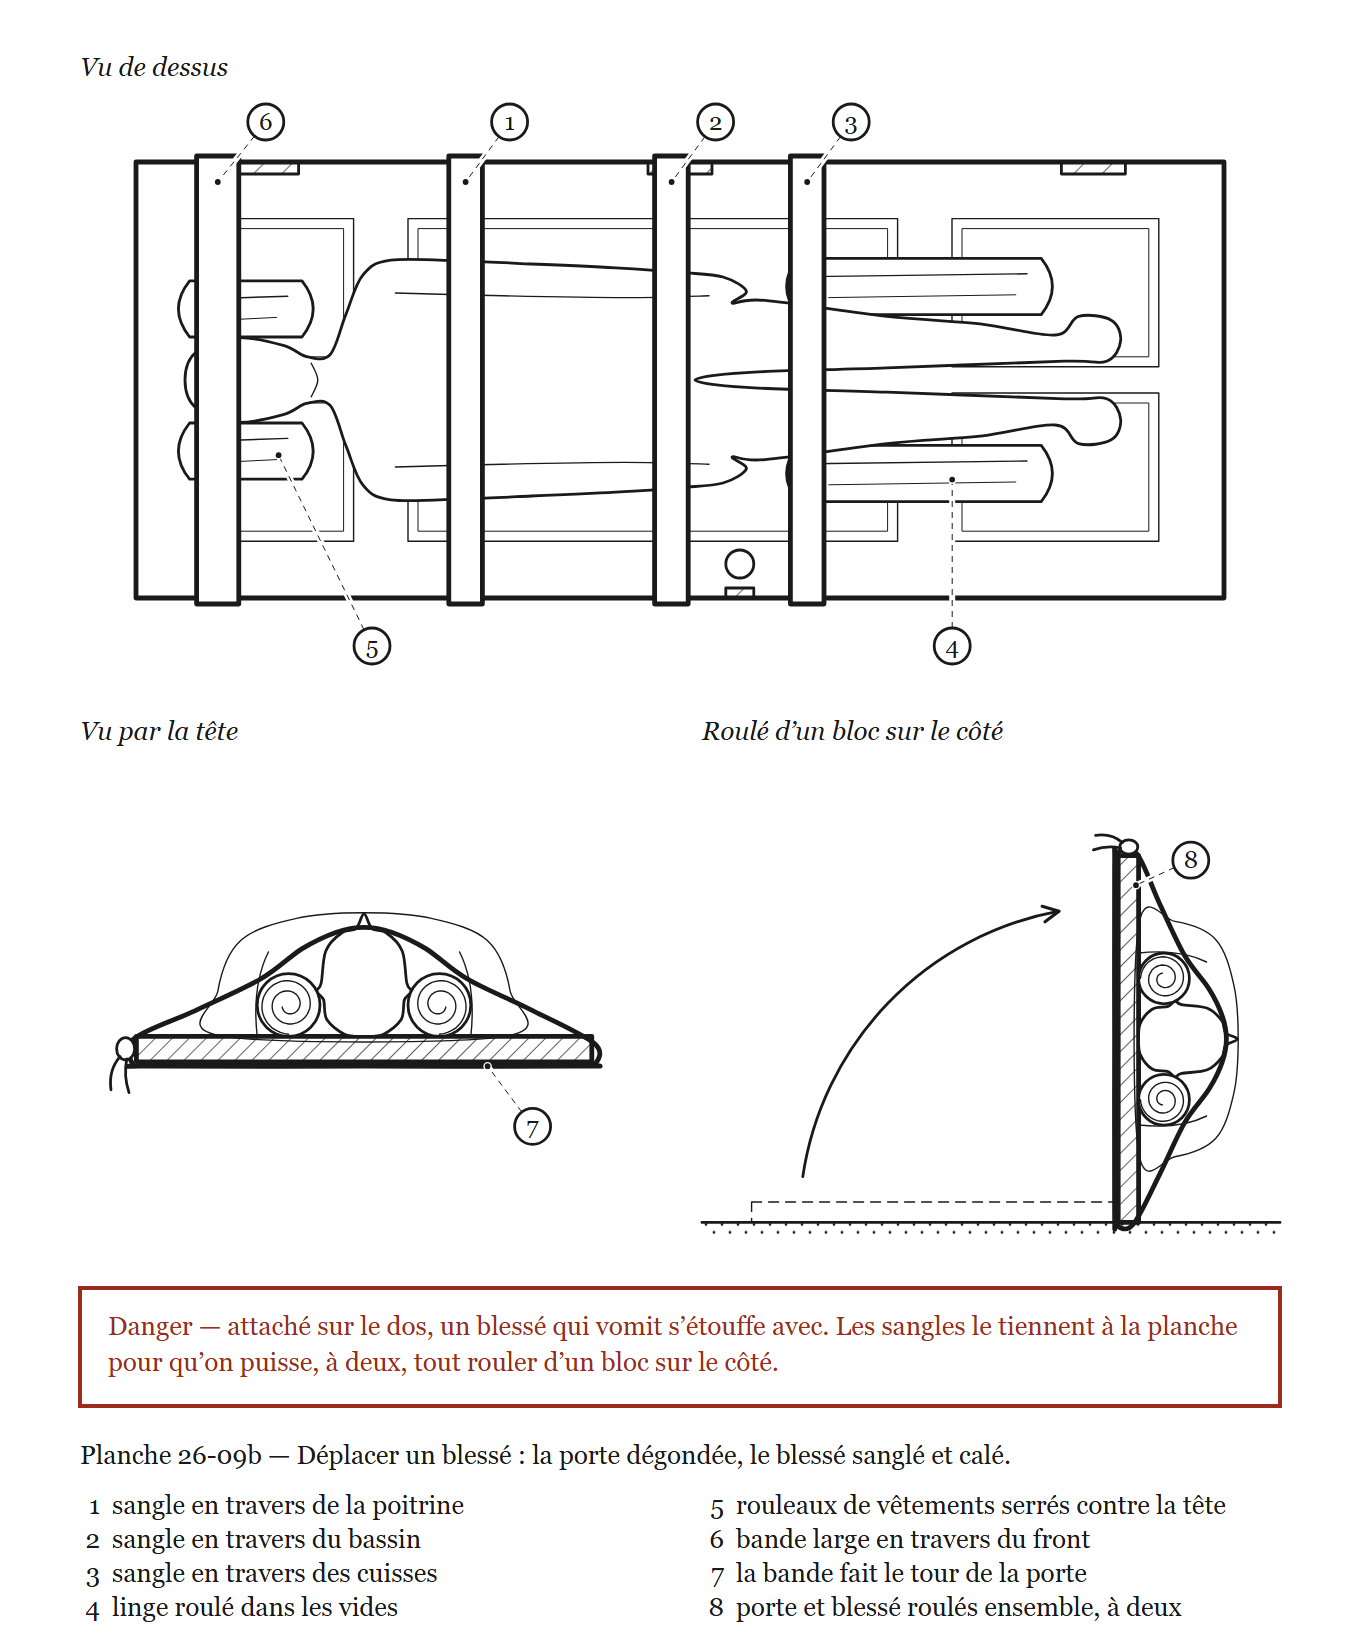 Vu de dessus
6 1 2 3
5 4
Vu par la tête
Roulé d’un bloc sur le côté
8
7
Danger — attaché sur le dos, un blessé qui vomit s’étouffe avec. Les sangles le tiennent à la planche
pour qu’on puisse, à deux, tout rouler d’un bloc sur le côté.
Planche 26-09b — Déplacer un blessé : la porte dégondée, le blessé sanglé et calé.
1 sangle en travers de la poitrine
2 sangle en travers du bassin
3 sangle en travers des cuisses
4 linge roulé dans les vides
5 rouleaux de vêtements serrés contre la tête
6 bande large en travers du front
7 la bande fait le tour de la porte
8 porte et blessé roulés ensemble, à deux